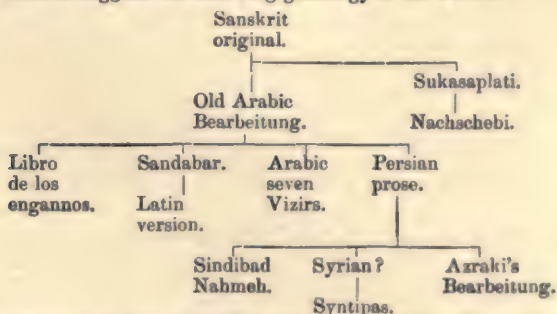 Sanskrit
original.
Sukasaplati.
Old Arabic
Bearbeitung.
Nachschebi.
Libro
de los
engannos.
Sandabar.
Latin
version.
Arabic
seven
Vizirs.
Persian
prose.
Sindibad
Nahmeh.
Syrian?
Syntipas.
Azraki's
Bearbeitung.